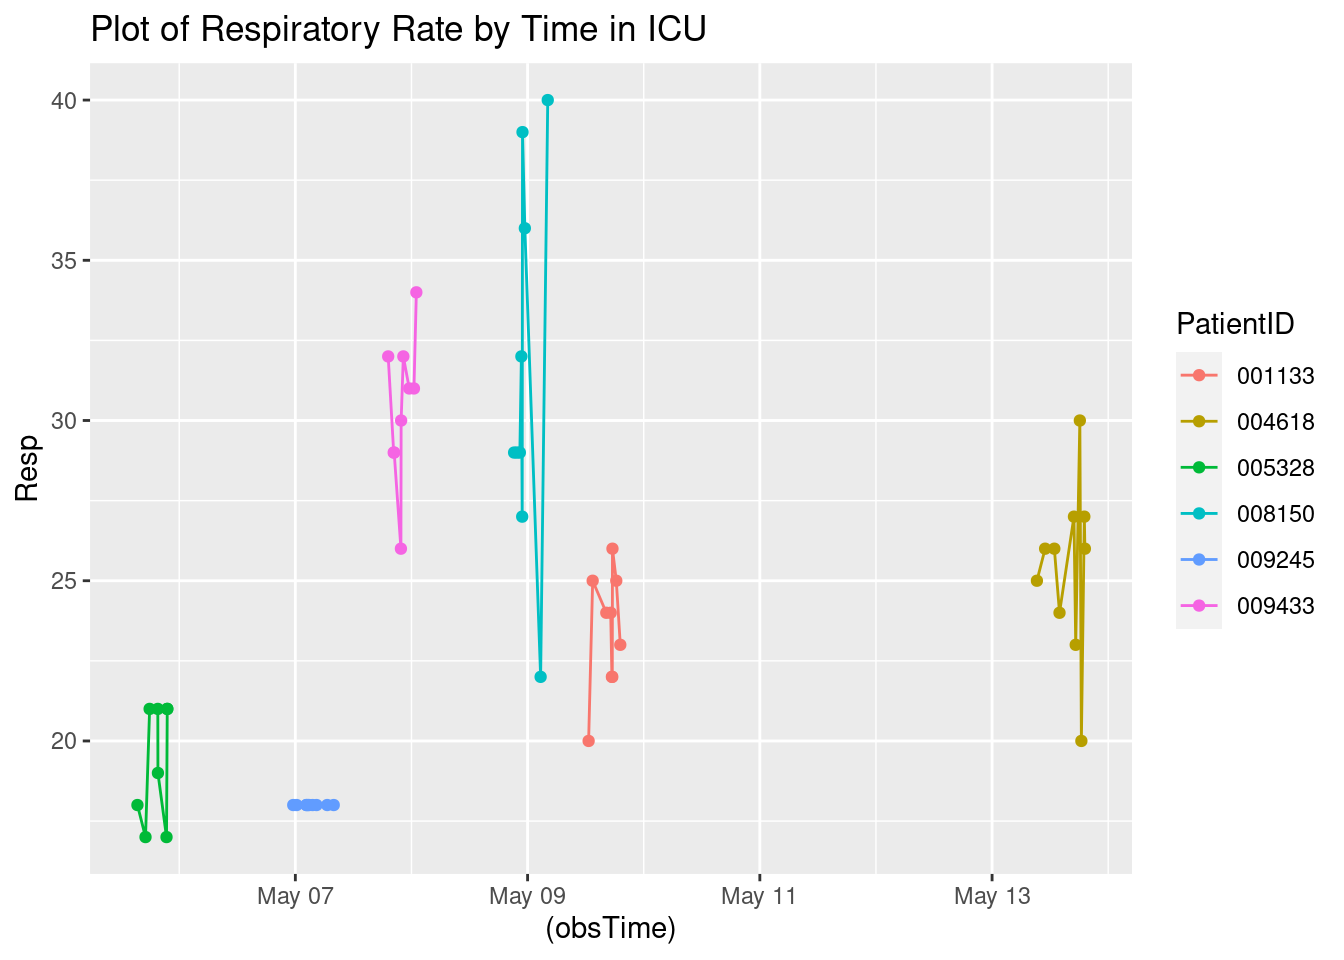 Plot of Respiratory Rate by Time in ICU
40
35
30
25
20
Resp
May 07
May 09
May 11
May 13
(obsTime)
PatientID
001133
004618
005328
008150
009245
009433